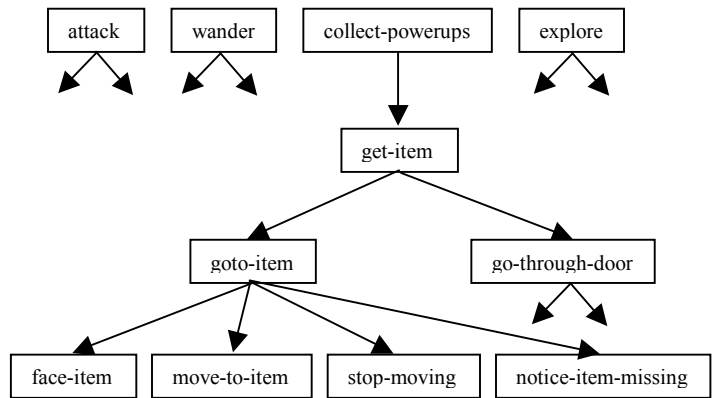 attack
wander
collect-powerups
explore
get-item
goto-item
go-through-door
face-item
move-to-item
stop-moving
notice-item-missing